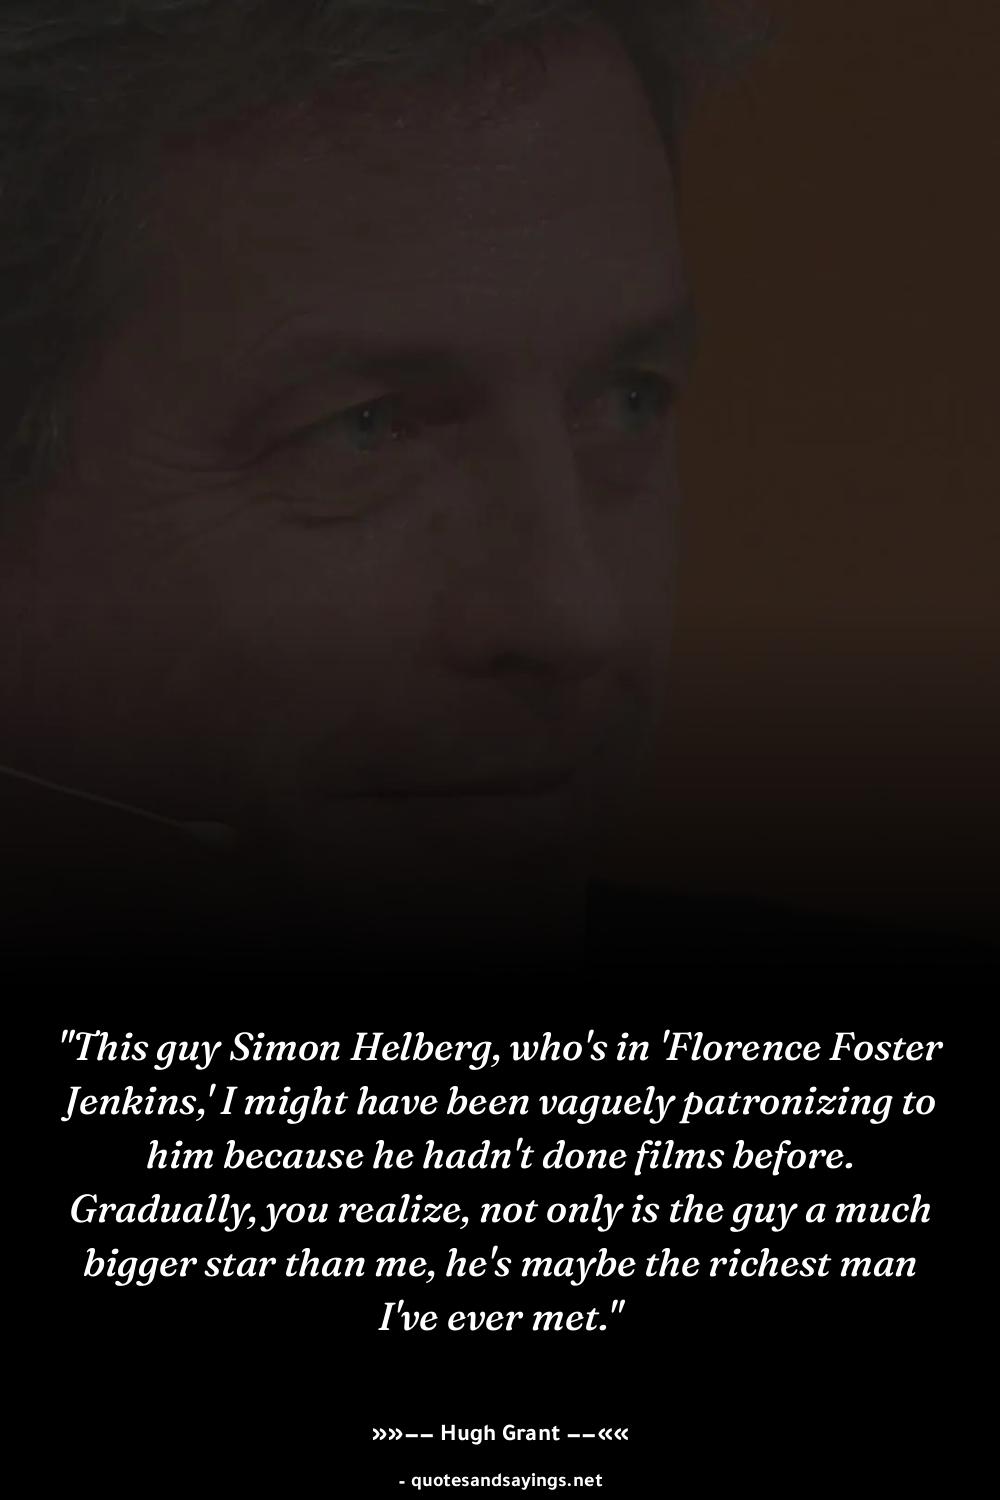 "This guy Simon Helberg, who's in 'Florence Foster
Jenkins,' I might have been vaguely patronizing to
him because he hadn't done films before.
Gradually, you realize, not only is the guy a much
bigger star than me, he's maybe the richest man
I've ever met."
»»–– Hugh Grant ––««
- quotesandsayings.net